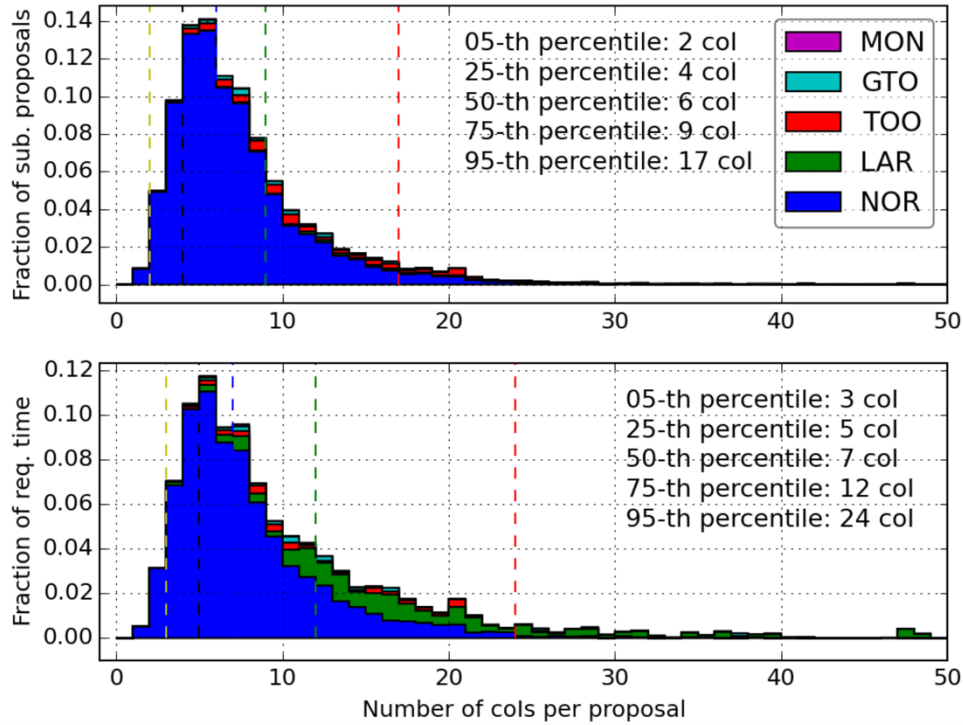 Fraction of sub. proposals
0.14
0.12
0.10
0.08
0.06
0.04
0.02
0.00
05-th percentile: 2 col
25-th percentile: 4 col
50-th percentile: 6 col
75-th percentile: 9 col
95-th percentile: 17 col
MON
GTO
TOO
LAR
NOR
0 10 20 30 40 50
Fraction of req. time
0.12
0.10
0.08
0.06
0.04
0.02
0.00
05-th percentile: 3 col
25-th percentile: 5 col
50-th percentile: 7 col
75-th percentile: 12 col
95-th percentile: 24 col
0 10 20 30 40 50
Number of cols per proposal